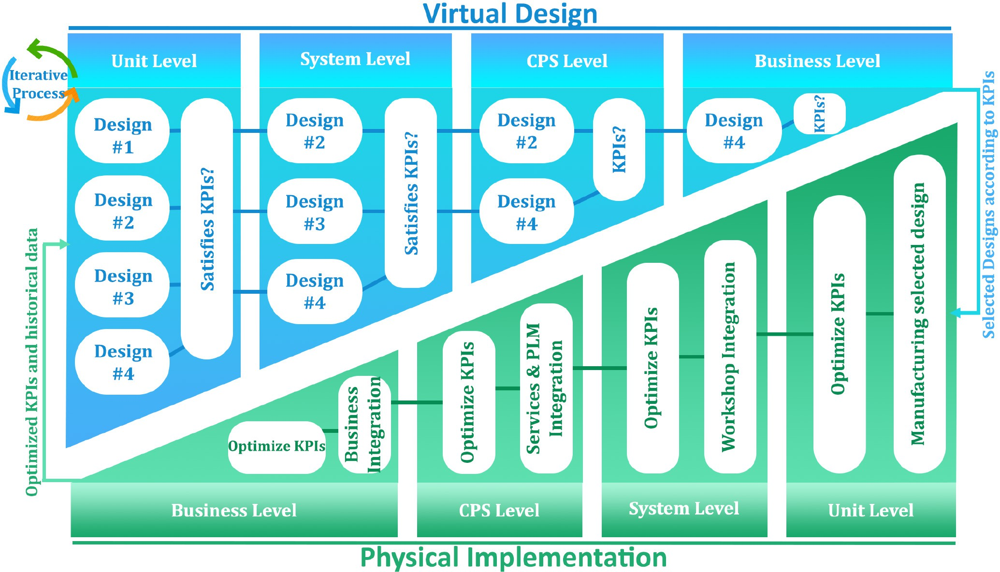 Virtual Design
Unit Level
System Level
CPS Level
Business Level
Iterative
Process
Design
#1
Design
#2
Design
#3
Design
#4
Satisfies KPIs?
Design
#2
Design
#3
Design
#4
Satisfies KPIs?
Design
#2
Design
#4
KPIs?
Design
#4
KPIs?
Selected Designs according to KPIs
Optimized KPIs and historical data
Optimize KPIs
Business
Integration
Optimize KPIs
Services & PLM
Integration
Optimize KPIs
Workshop Integration
Optimize KPIs
Manufacturing selected design
Business Level
CPS Level
System Level
Unit Level
Physical Implementation